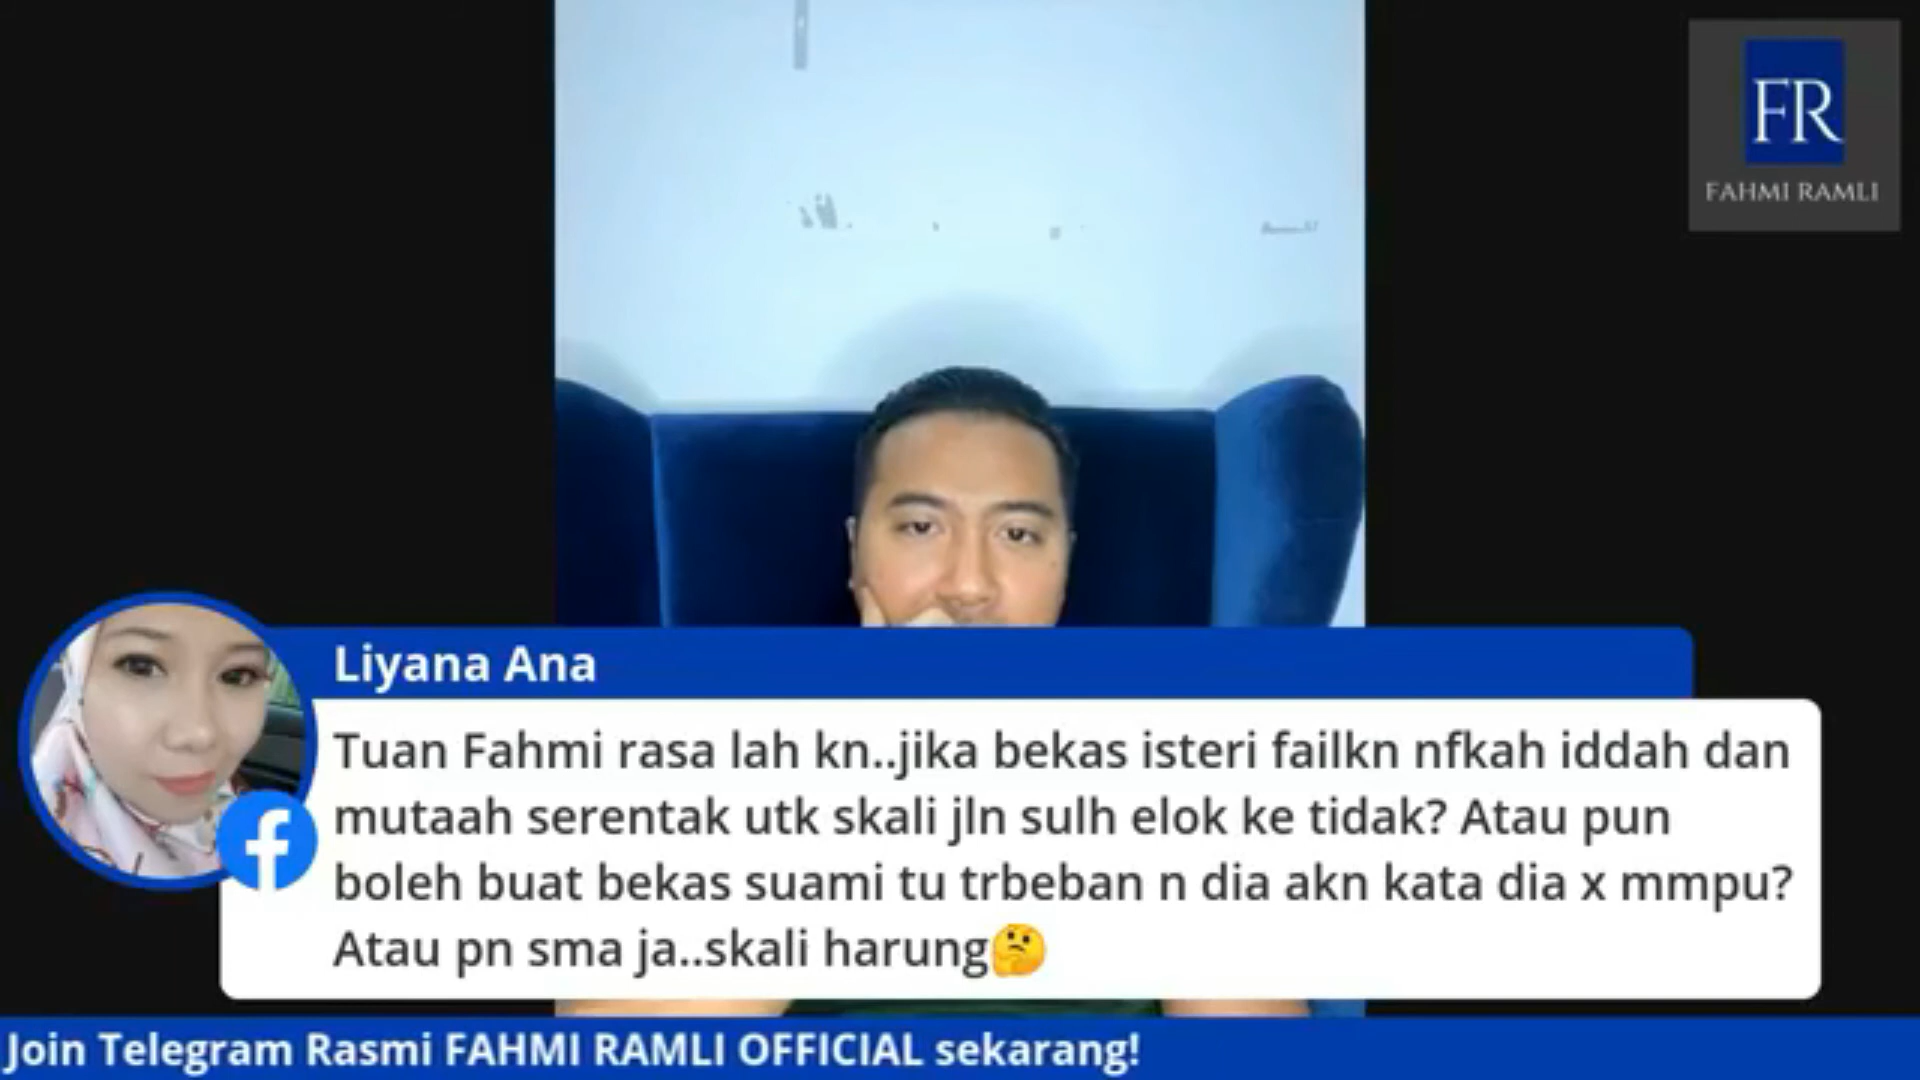 FR
FAHMI RAMLI
Liyana Ana
Tuan Fahmi rasa lah kn..jika bekas isteri failkn nfkah iddah dan
mutaah serentak utk skali jln sulh elok ke tidak? Atau pun
boleh buat bekas suami tu trbeban n dia akn kata dia x mmpu?
Atau pn sma ja..skali harung🤔
Join Telegram Rasmi FAHMI RAMLI OFFICIAL sekarang!